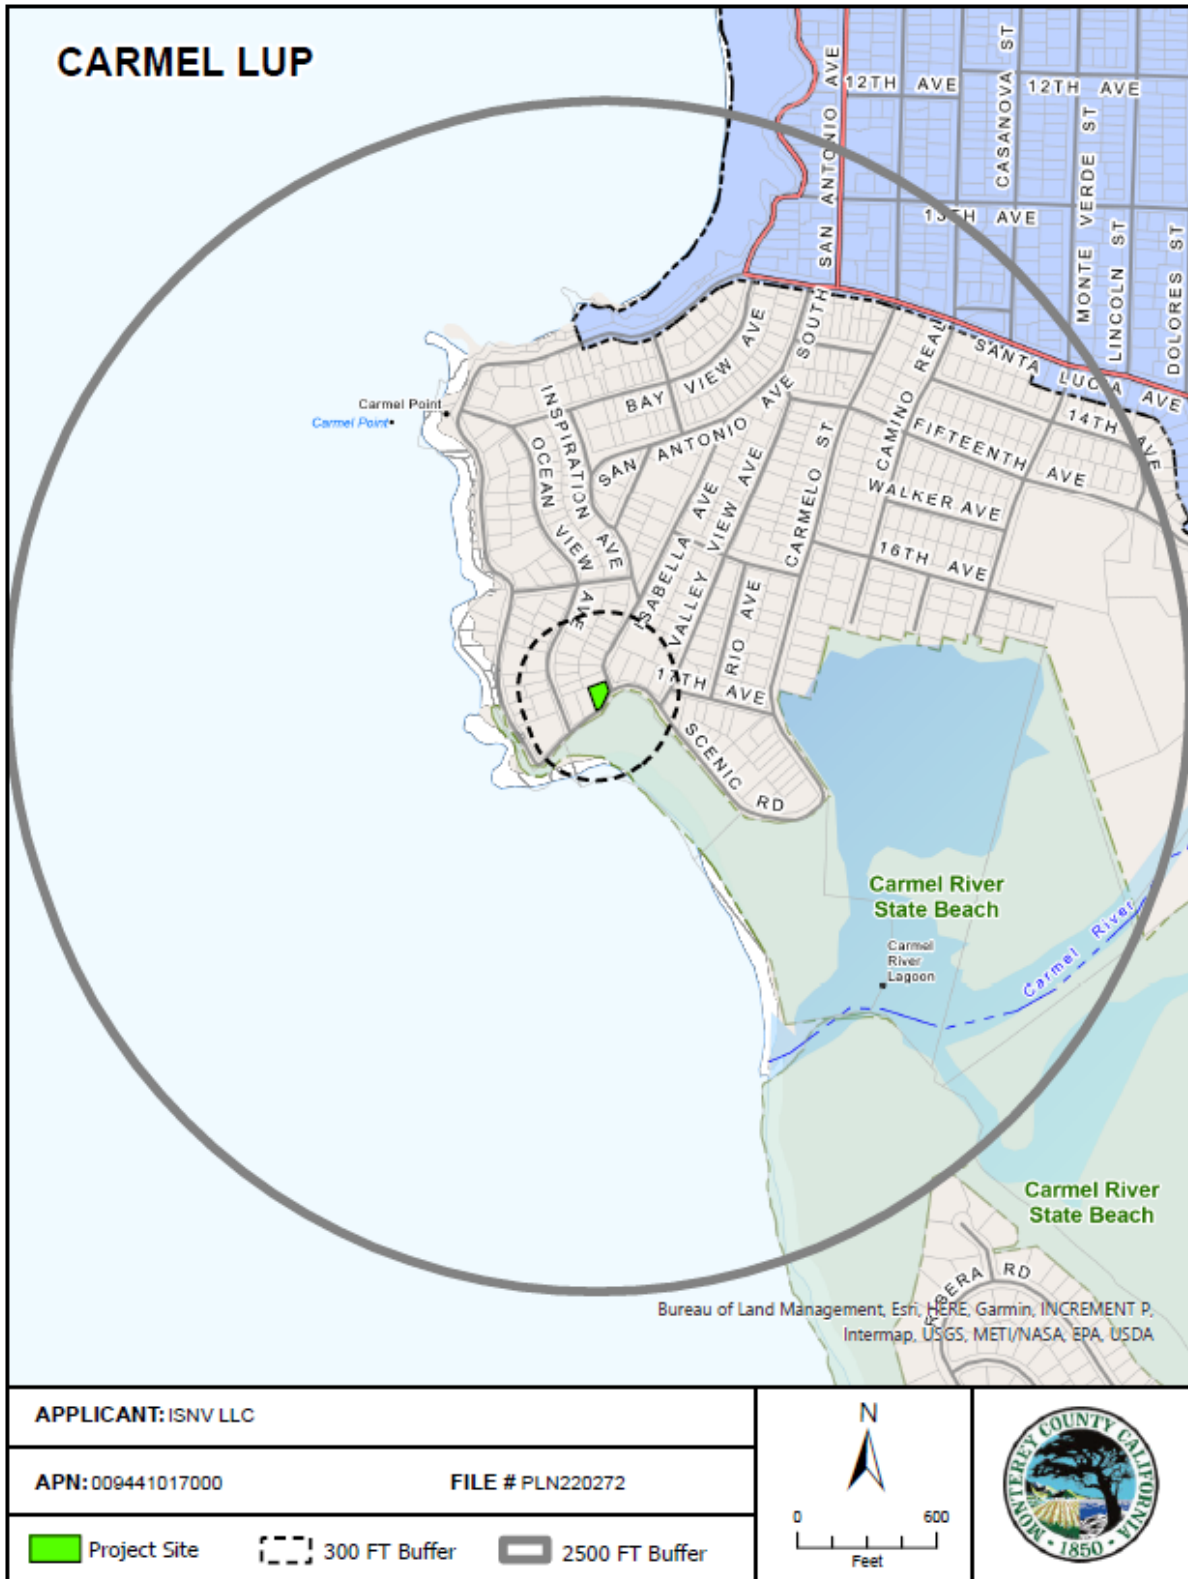 CARMEL LUP
12TH AVE
12TH AVE
SAN ANTONIO AVE
CASANOVA ST
MONTE VERDE ST
LINCOLN ST
DOLORES ST
13TH AVE
SANTA LUCIA AVE
14TH AVE
SOUTH
CAMINO REAL
BAY VIEW AVE
INSPIRATION AVE
OCEAN VIEW AVE
SAN ANTONIO AVE
Carmel Point
Carmel Point
FIFTEENTH AVE
WALKER AVE
16TH AVE
CARMELO ST
ISABELLA AVE
VALLEY VIEW AVE
RIO AVE
17TH AVE
SCENIC RD
Carmel River
State Beach
Carmel
River
Lagoon
Carmel River
Carmel River
State Beach
RIBERA RD
Bureau of Land Management, Esri, HERE, Garmin, INCREMENT P,
Intermap, USGS, METI/NASA, EPA, USDA
APPLICANT: ISNV LLC
APN: 009441017000
FILE # PLN220272
Project Site
300 FT Buffer
2500 FT Buffer
N
0 600
Feet
MONTEREY COUNTY CALIFORNIA
1850